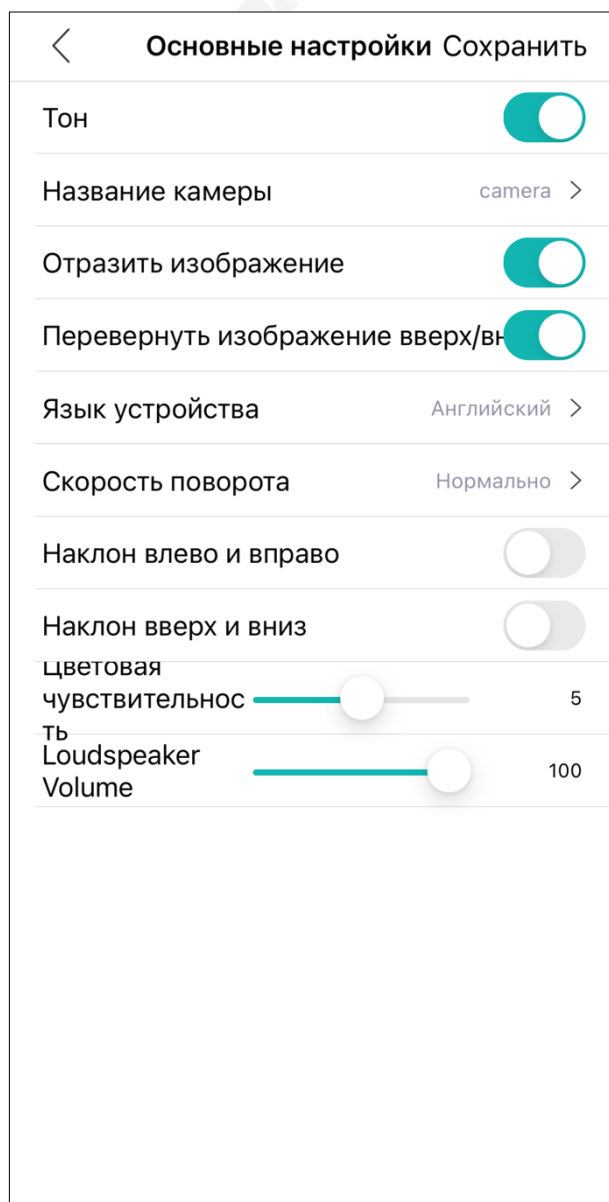 Основные настройки Сохранить
Тон
Название камеры camera
Отразить изображение
Перевернуть изображение вверх/вн
Язык устройства Английский
Скорость поворота Нормально
Наклон влево и вправо
Наклон вверх и вниз
Цветовая
чувствительнос 5
ть
Loudspeaker
Volume 100